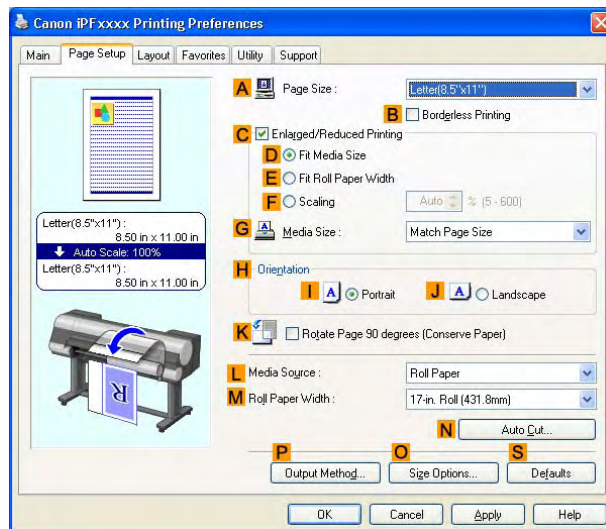 Canon iPFxxxx Printing Preferences
Main Page Setup Layout Favorites Utility Support
A Page Size : Letter(8.5"x11")
B Borderless Printing
C Enlarged/Reduced Printing
D Fit Media Size
E Fit Roll Paper Width
F Scaling Auto % (5 - 600)
G Media Size : Match Page Size
Letter(8.5"x11") :
8.50 in x 11.00 in
Auto Scale: 100%
Letter(8.5"x11") :
8.50 in x 11.00 in
H Orientation
I A Portrait J A Landscape
K Rotate Page 90 degrees (Conserve Paper)
R
L Media Source : Roll Paper
M Roll Paper Width : 17-in. Roll (431.8mm)
N Auto Cut...
P O S
Output Method... Size Options... Defaults
OK Cancel Apply Help